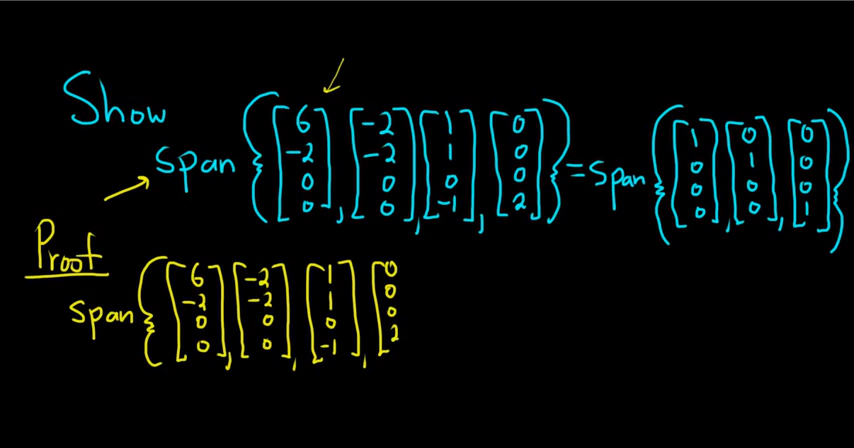 Show
span {[6 -2 0 0], [-2 -2 0 0], [1 1 0 -1], [0 0 0 2]} = span {[1 0 0 0], [0 1 0 0], [0 0 0 1]}
Proof
span {[6 -2 0 0], [-2 -2 0 0], [1 1 0 -1], [0 0 0 2